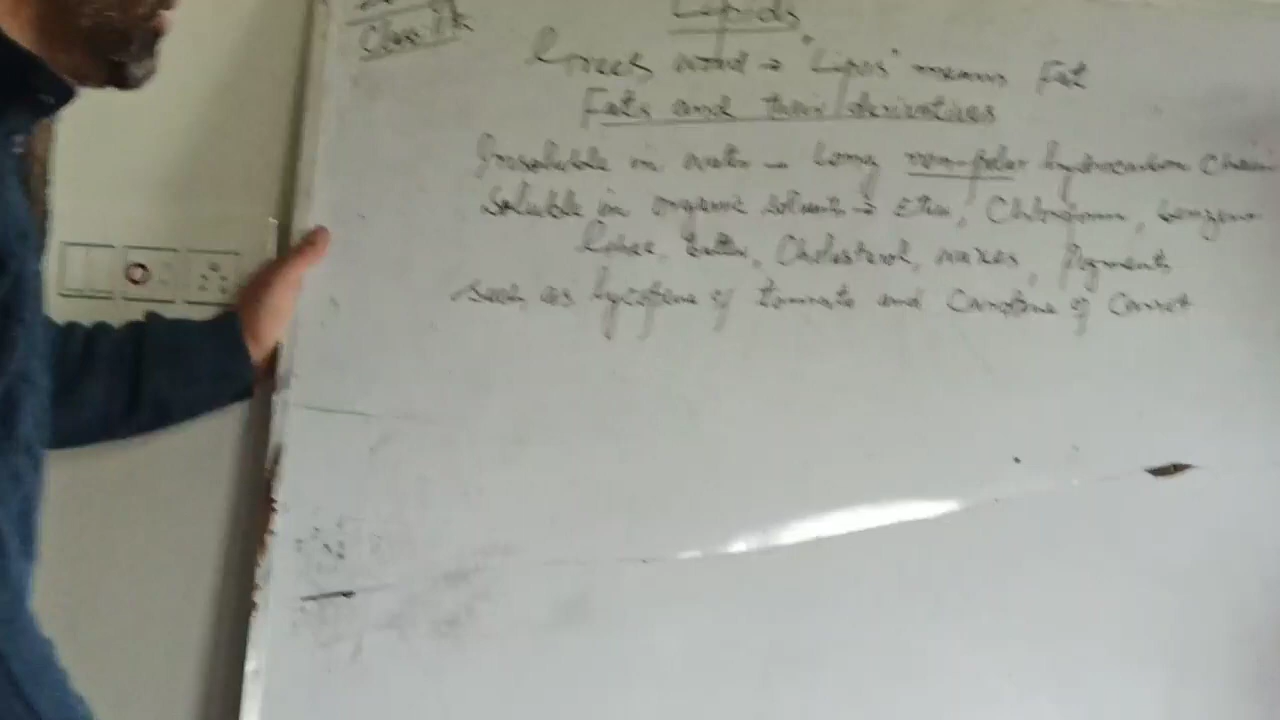 Class 11th
Lipids
Greek word → "Lipos" means Fat
Fats and their derivatives
Insoluble in water → Long non-polar hydrocarbon chain
Soluble in organic solvents → Ether, Chloroform, benzene
butter, Cholesterol, waxes, Pigments
such as lycopene of tomato and Carotene of Carrot